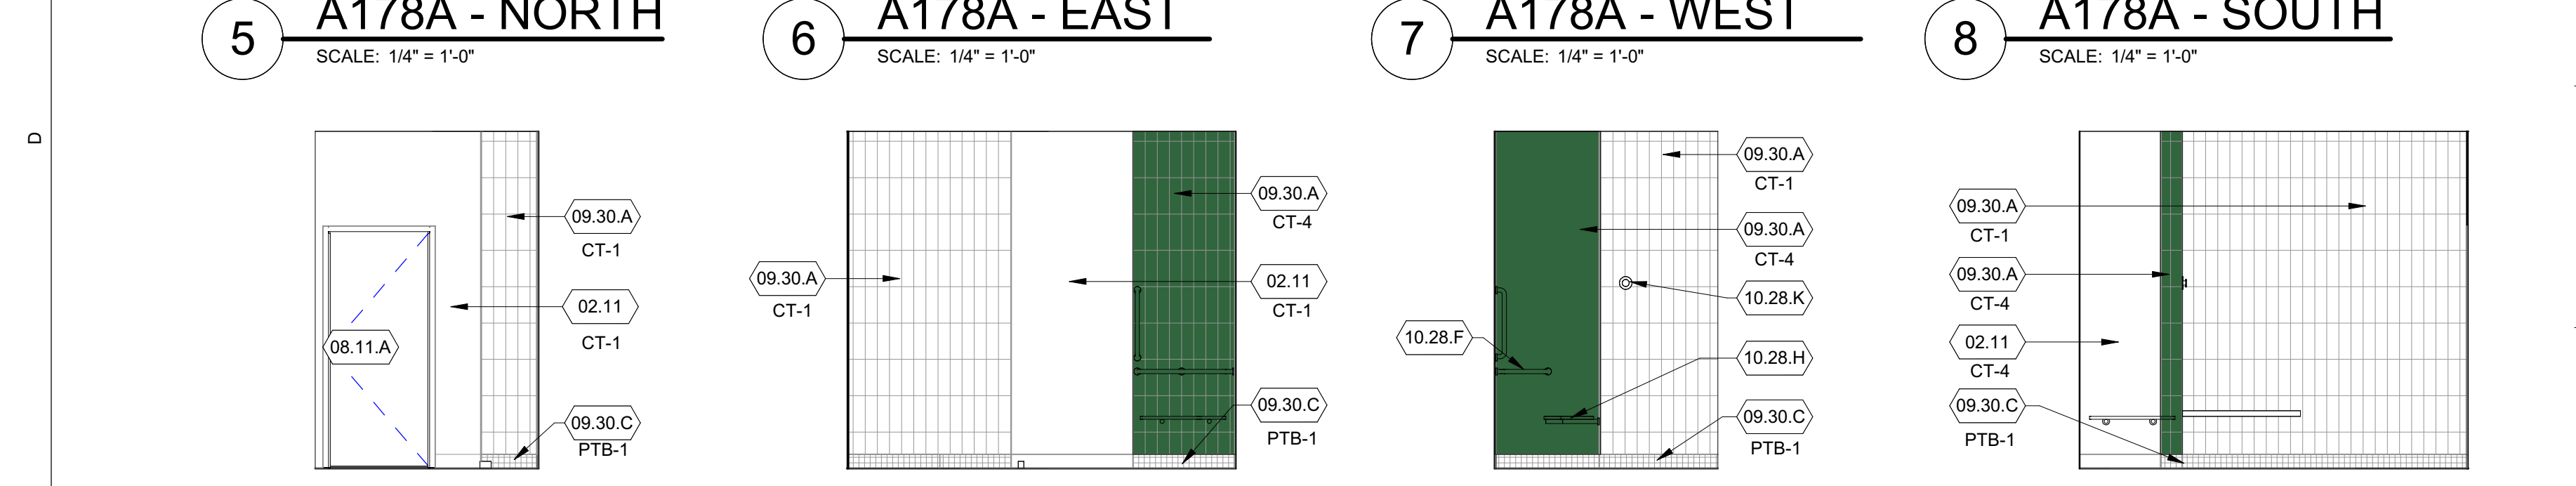 5
A178A - NORTH
SCALE: 1/4" = 1'-0"
6
A178A - EAST
SCALE: 1/4" = 1'-0"
7
A178A - WEST
SCALE: 1/4" = 1'-0"
8
A178A - SOUTH
SCALE: 1/4" = 1'-0"
D
09.30.A
CT-1
02.11
CT-1
08.11.A
09.30.C
PTB-1
09.30.A
CT-1
09.30.A
CT-4
02.11
CT-1
09.30.C
PTB-1
10.28.F
09.30.A
CT-1
09.30.A
CT-4
10.28.K
10.28.H
09.30.C
PTB-1
09.30.A
CT-1
09.30.A
CT-4
02.11
CT-4
09.30.C
PTB-1